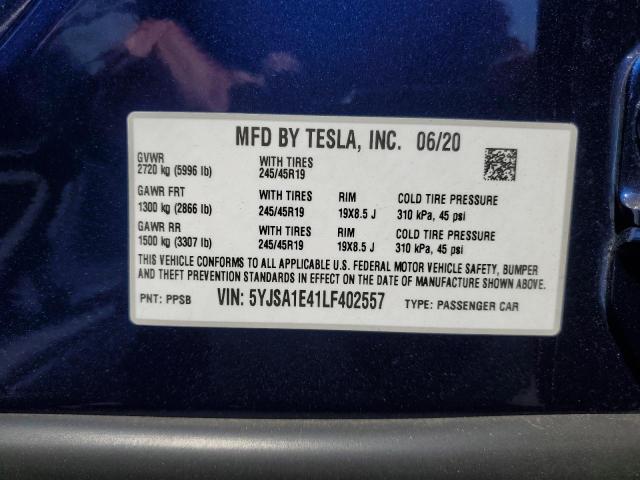 MFD BY TESLA, INC. 06/20
GVWR WITH TIRES
2720 kg (5996 lb) 245/45R19
GAWR FRT WITH TIRES RIM COLD TIRE PRESSURE
1300 kg (2866 lb) 245/45R19 19X8.5 J 310 kPa, 45 psi
GAWR RR WITH TIRES RIM COLD TIRE PRESSURE
1500 kg (3307 lb) 245/45R19 19X8.5 J 310 kPa, 45 psi
THIS VEHICLE CONFORMS TO ALL APPLICABLE U.S. FEDERAL MOTOR VEHICLE SAFETY, BUMPER
AND THEFT PREVENTION STANDARDS IN EFFECT ON THE DATE OF MANUFACTURE SHOWN ABOVE.
PNT: PPSB VIN: 5YJSA1E41LF402557 TYPE: PASSENGER CAR